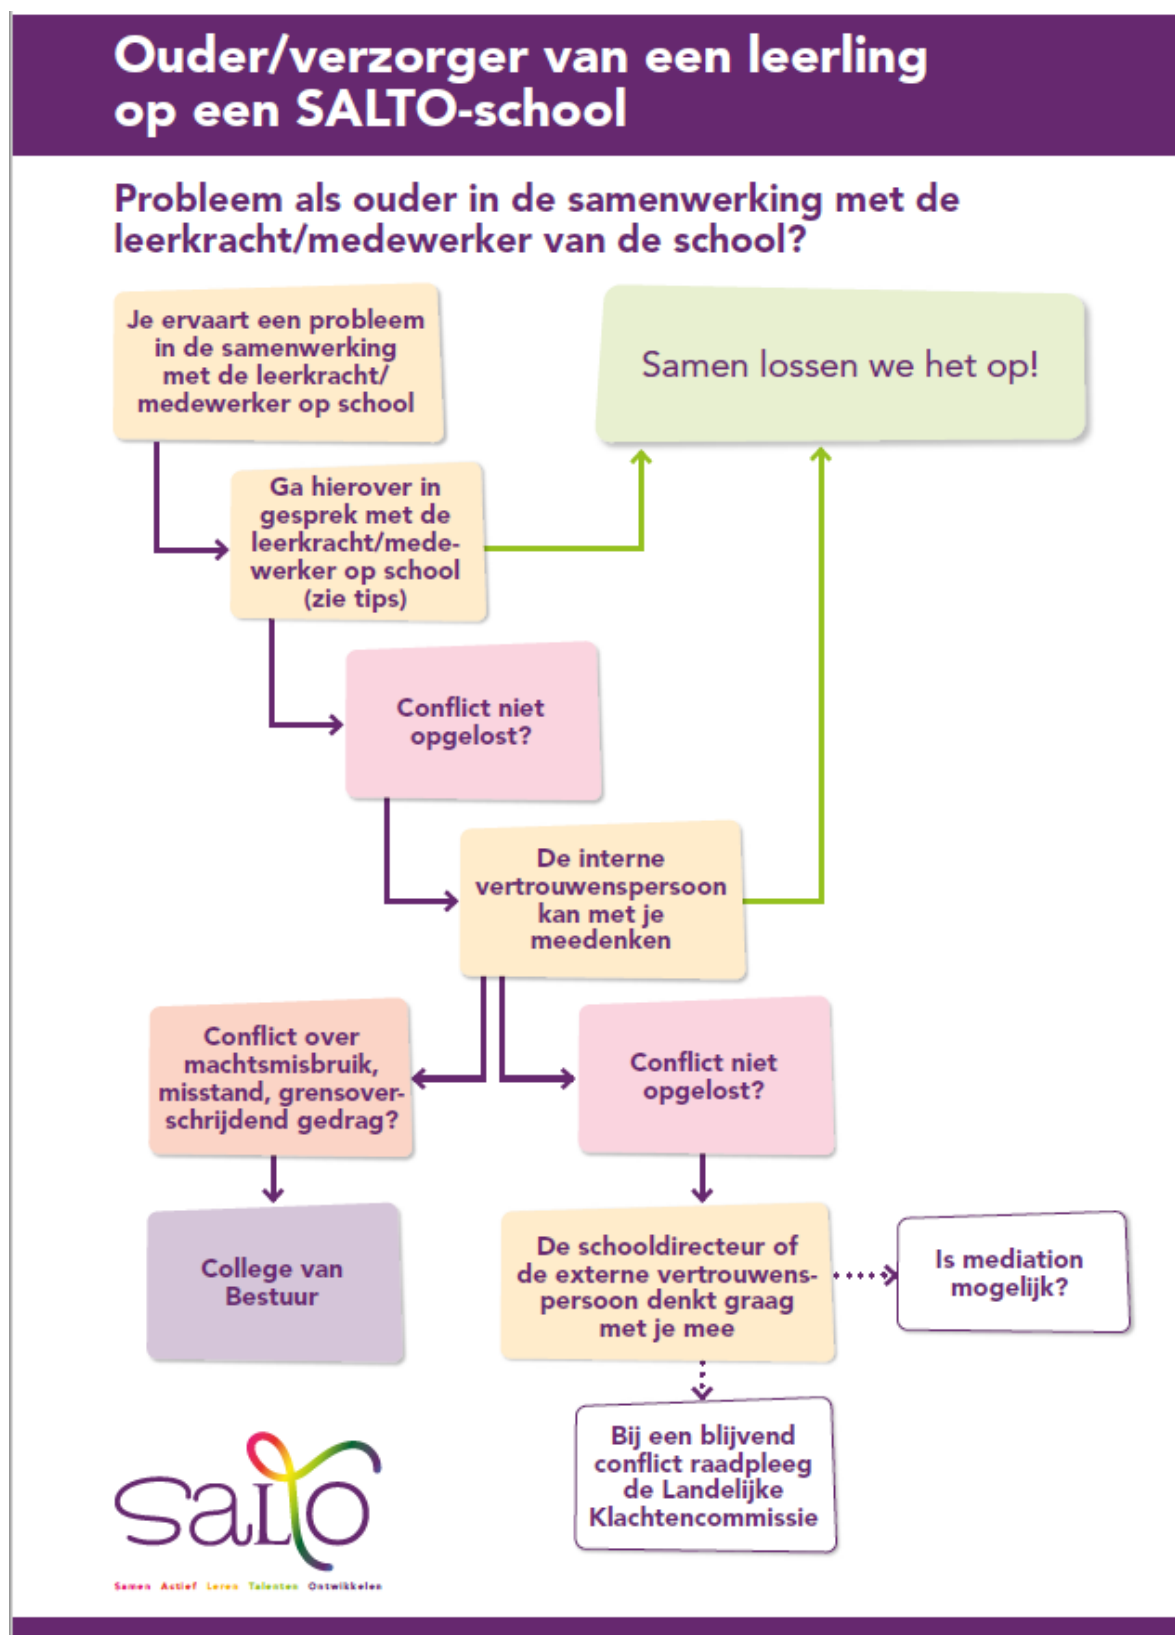 Ouder/verzorger van een leerling
op een SALTO-school
Probleem als ouder in de samenwerking met de
leerkracht/medewerker van de school?
Je ervaart een probleem
in de samenwerking
met de leerkracht/
medewerker op school
Samen lossen we het op!
Ga hierover in
gesprek met de
leerkracht/mede-
werker op school
(zie tips)
Conflict niet
opgelost?
De interne
vertrouwenspersoon
kan met je
meedenken
Conflict over
machtsmisbruik,
misstand, grensover-
schrijdend gedrag?
Conflict niet
opgelost?
College van
Bestuur
De schooldirecteur of
de externe vertrouwens-
persoon denkt graag
met je mee
Is mediation
mogelijk?
Bij een blijvend
conflict raadpleeg
de Landelijke
Klachtencommissie
SALTO
Samen Actief Leren Talenten Ontwikkelen